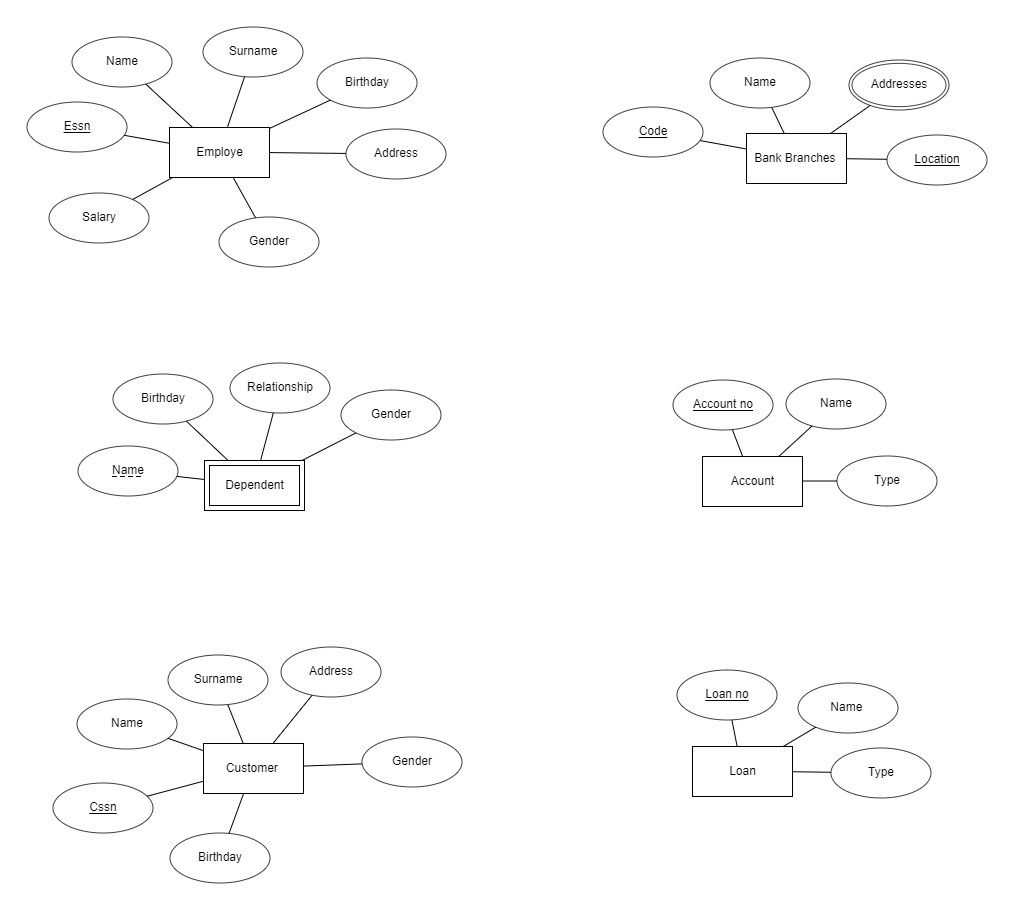 Name
Surname
Birthday
Essn
Employe
Address
Salary
Gender
Name
Addresses
Code
Bank Branches
Location
Birthday
Relationship
Gender
Name
Dependent
Account no
Name
Account
Type
Surname
Address
Name
Customer
Gender
Cssn
Birthday
Loan no
Name
Loan
Type